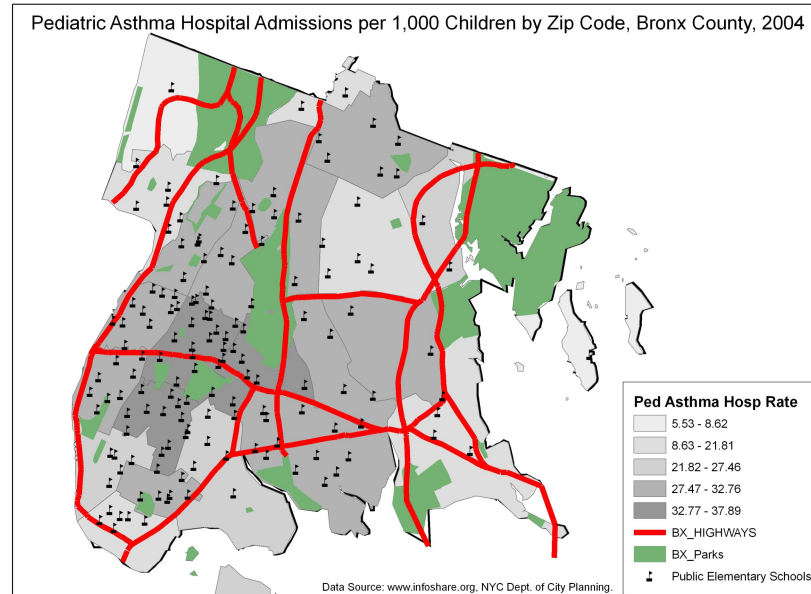 Pediatric Asthma Hospital Admissions per 1,000 Children by Zip Code, Bronx County, 2004
Ped Asthma Hosp Rate
5.53 - 8.62
8.63 - 21.81
21.82 - 27.46
27.47 - 32.76
32.77 - 37.89
BX_HIGHWAYS
BX_Parks
Public Elementary Schools
Data Source: www.infoshare.org, NYC Dept. of City Planning.